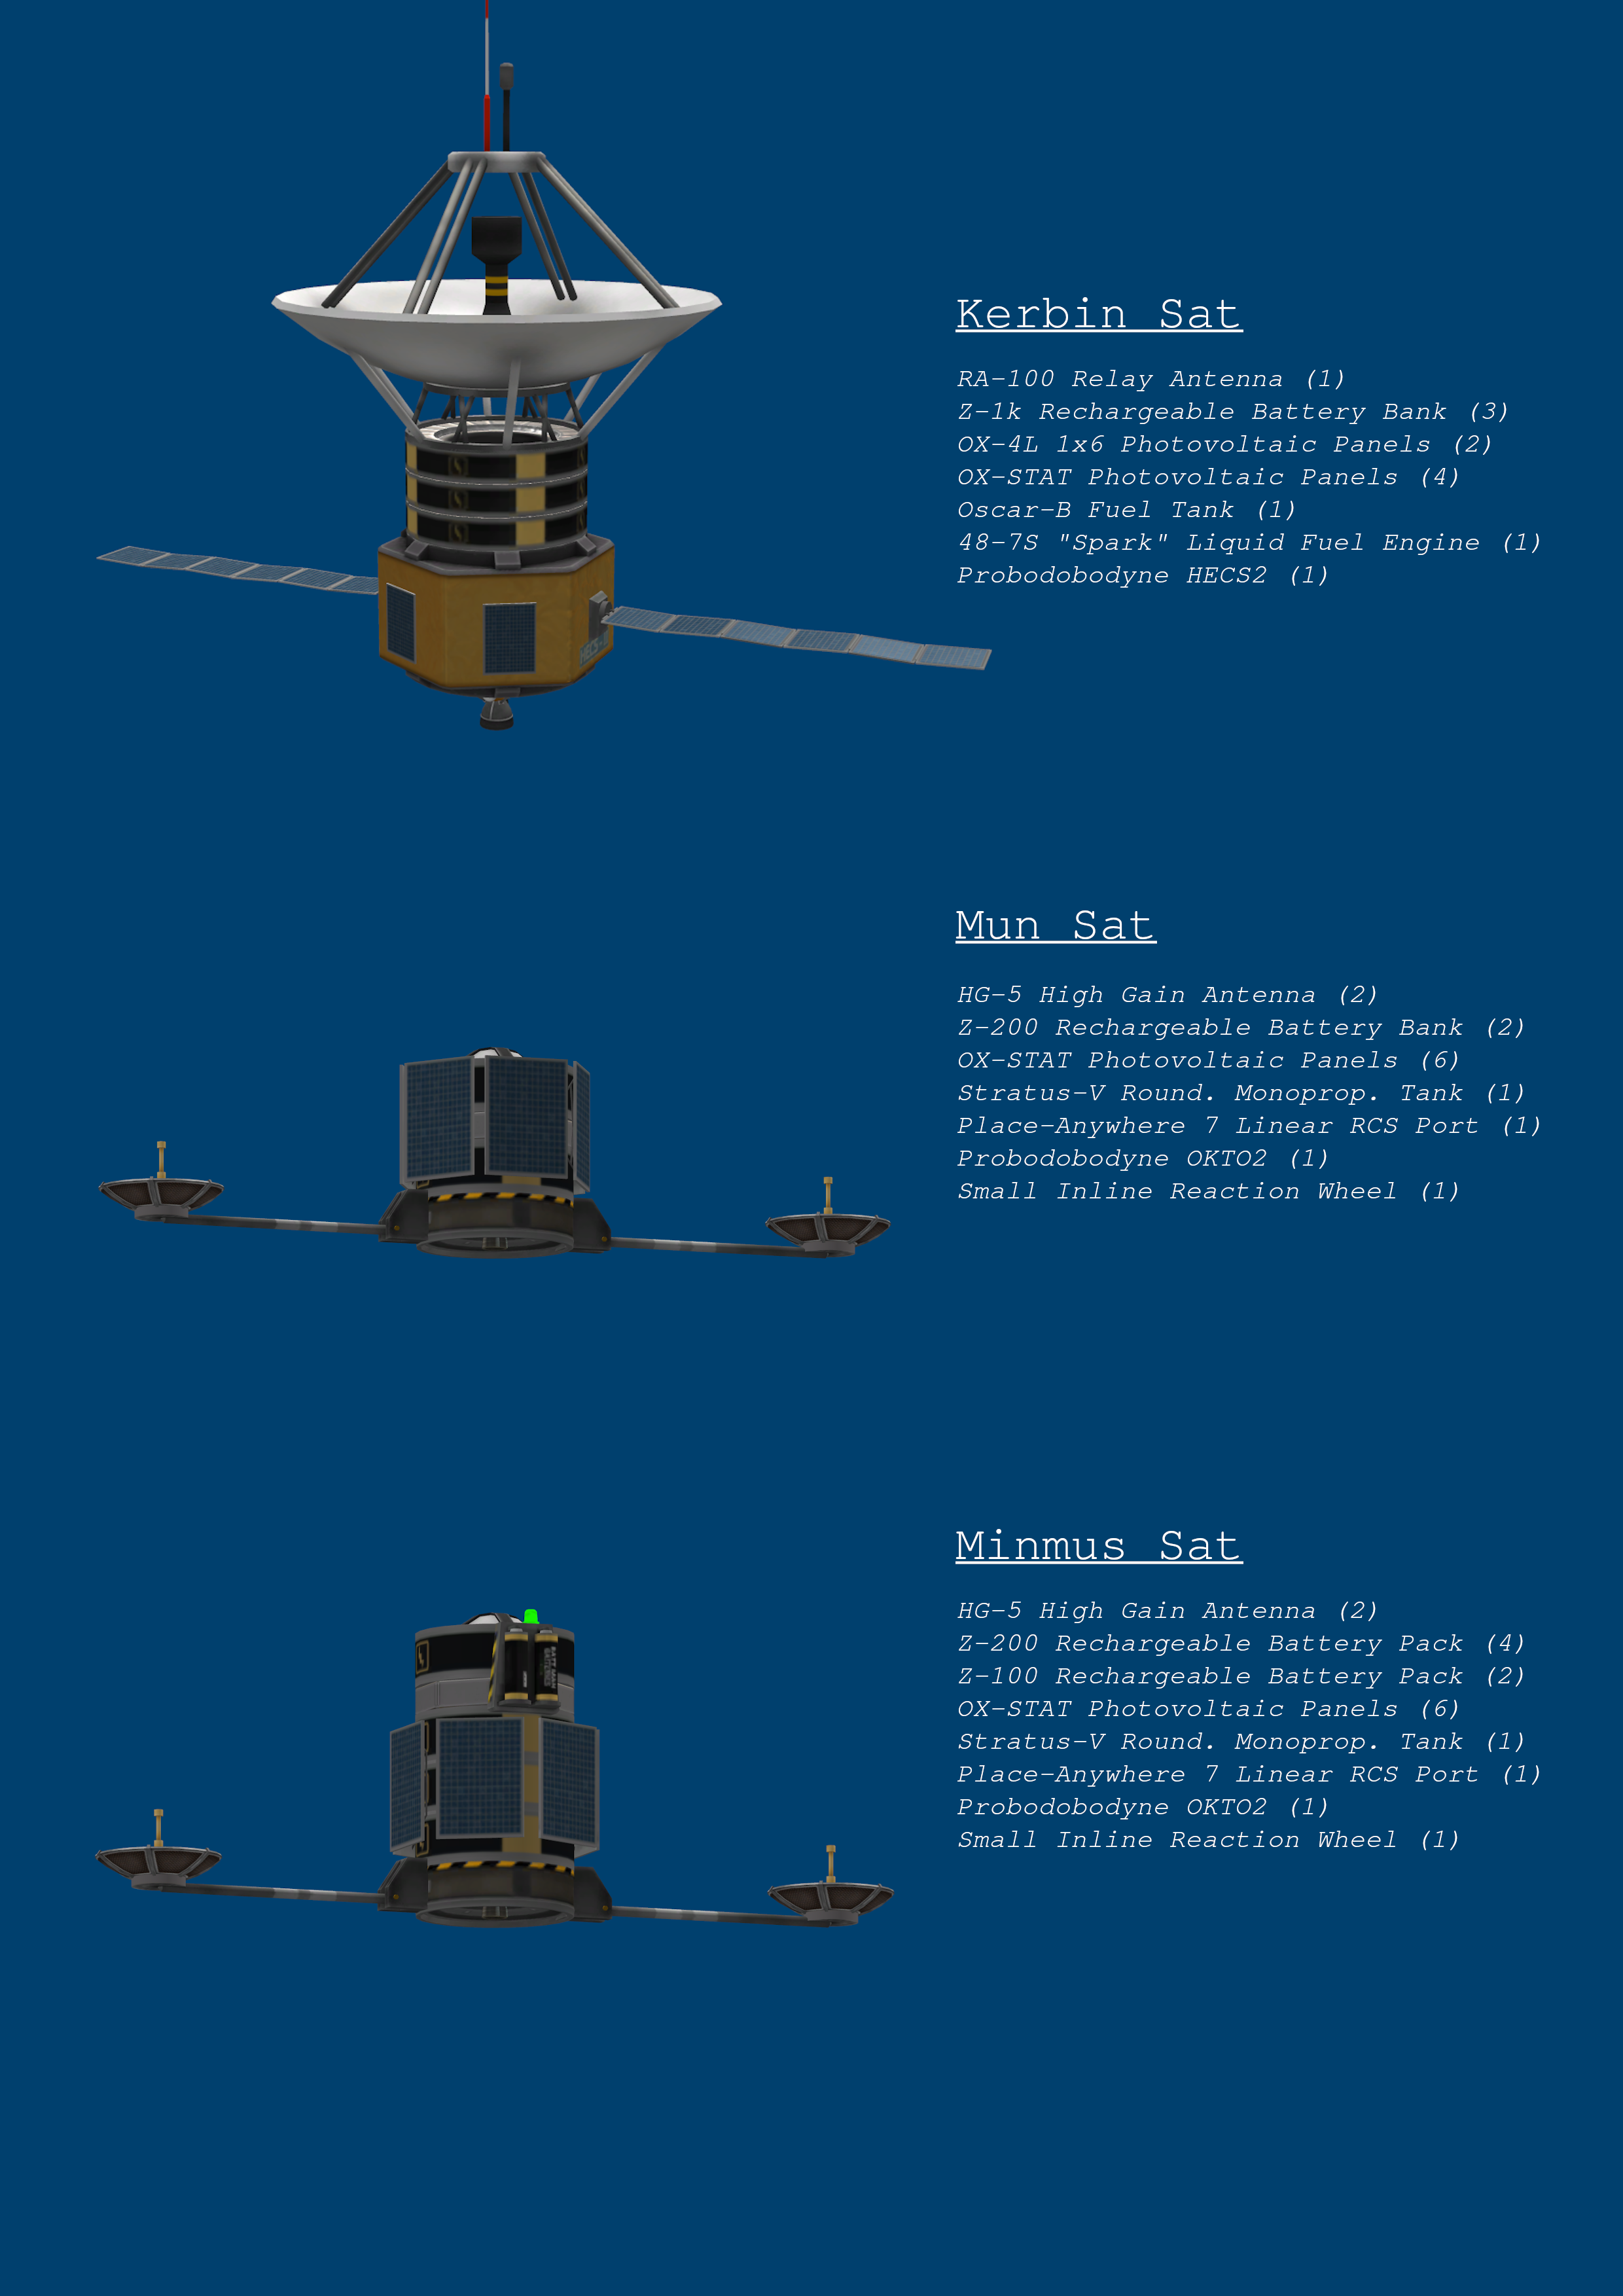 Kerbin Sat
RA-100 Relay Antenna (1)
Z-1k Rechargeable Battery Bank (3)
OX-4L 1x6 Photovoltaic Panels (2)
OX-STAT Photovoltaic Panels (4)
Oscar-B Fuel Tank (1)
48-7S "Spark" Liquid Fuel Engine (1)
Probodobodyne HECS2 (1)
Mun Sat
HG-5 High Gain Antenna (2)
Z-200 Rechargeable Battery Bank (2)
OX-STAT Photovoltaic Panels (6)
Stratus-V Round. Monoprop. Tank (1)
Place-Anywhere 7 Linear RCS Port (1)
Probodobodyne OKTO2 (1)
Small Inline Reaction Wheel (1)
Minmus Sat
HG-5 High Gain Antenna (2)
Z-200 Rechargeable Battery Pack (4)
Z-100 Rechargeable Battery Pack (2)
OX-STAT Photovoltaic Panels (6)
Stratus-V Round. Monoprop. Tank (1)
Place-Anywhere 7 Linear RCS Port (1)
Probodobodyne OKTO2 (1)
Small Inline Reaction Wheel (1)